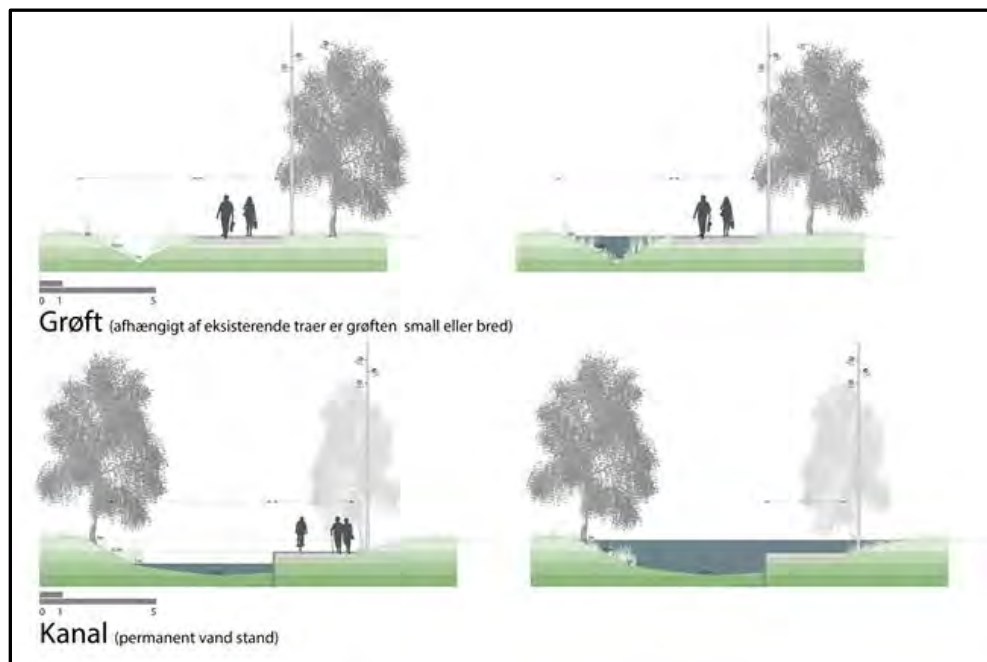 0 1 5
Grøft (afhængigt af eksisterende traer er grøften small eller bred)
0 1 5
Kanal (permanent vand stand)